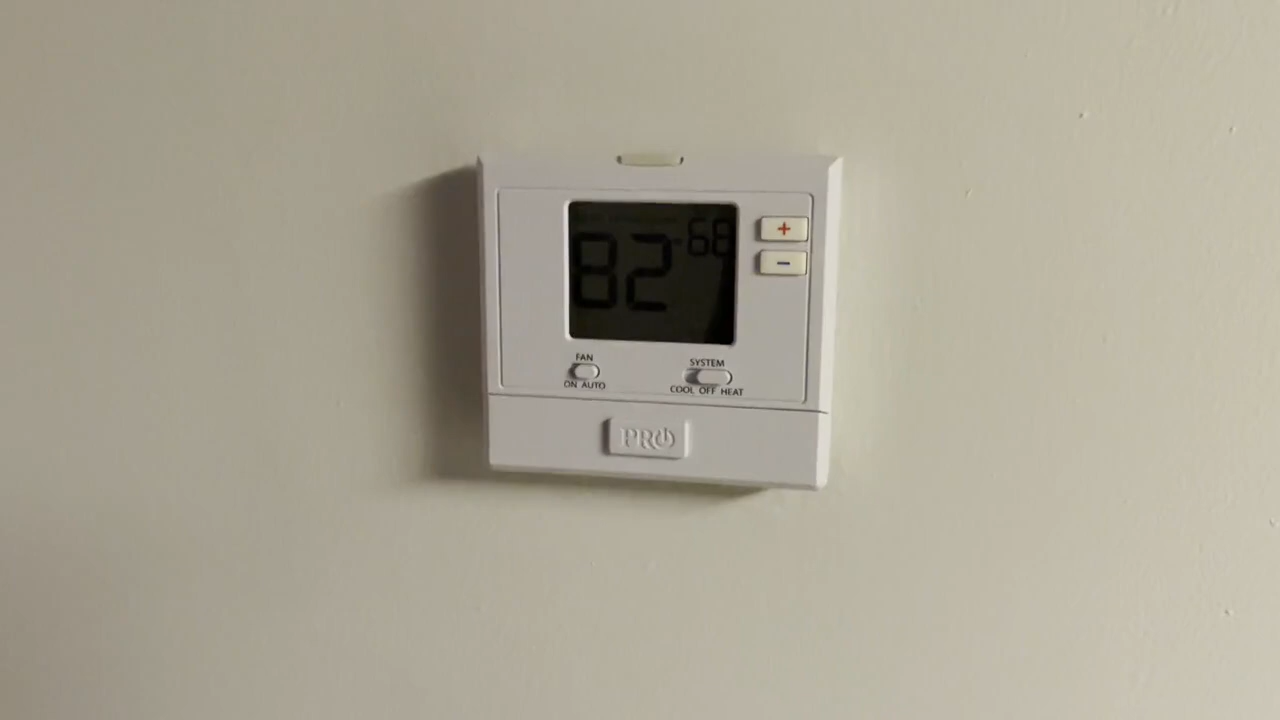 82° 68
+
−
FAN
ON AUTO
SYSTEM
COOL OFF HEAT
PRO